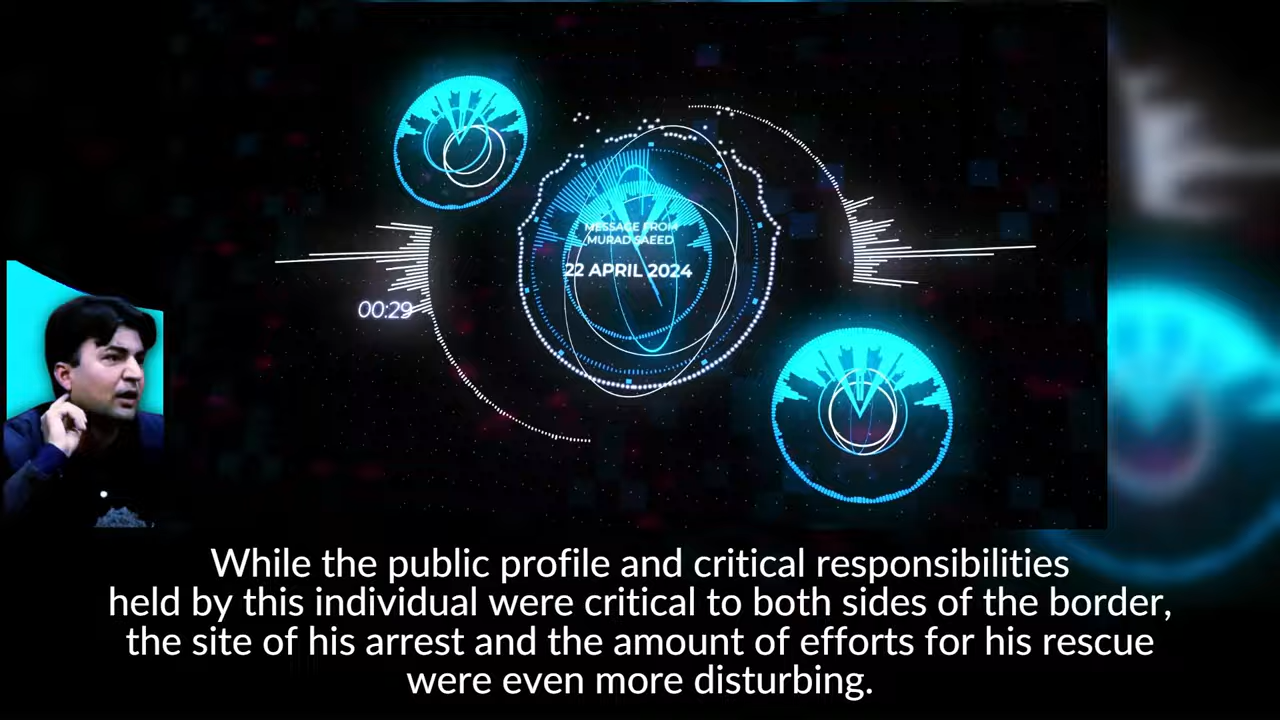 MESSAGE FROM
MURAD SAEED
22 APRIL 2024
00:29
While the public profile and critical responsibilities
held by this individual were critical to both sides of the border,
the site of his arrest and the amount of efforts for his rescue
were even more disturbing.